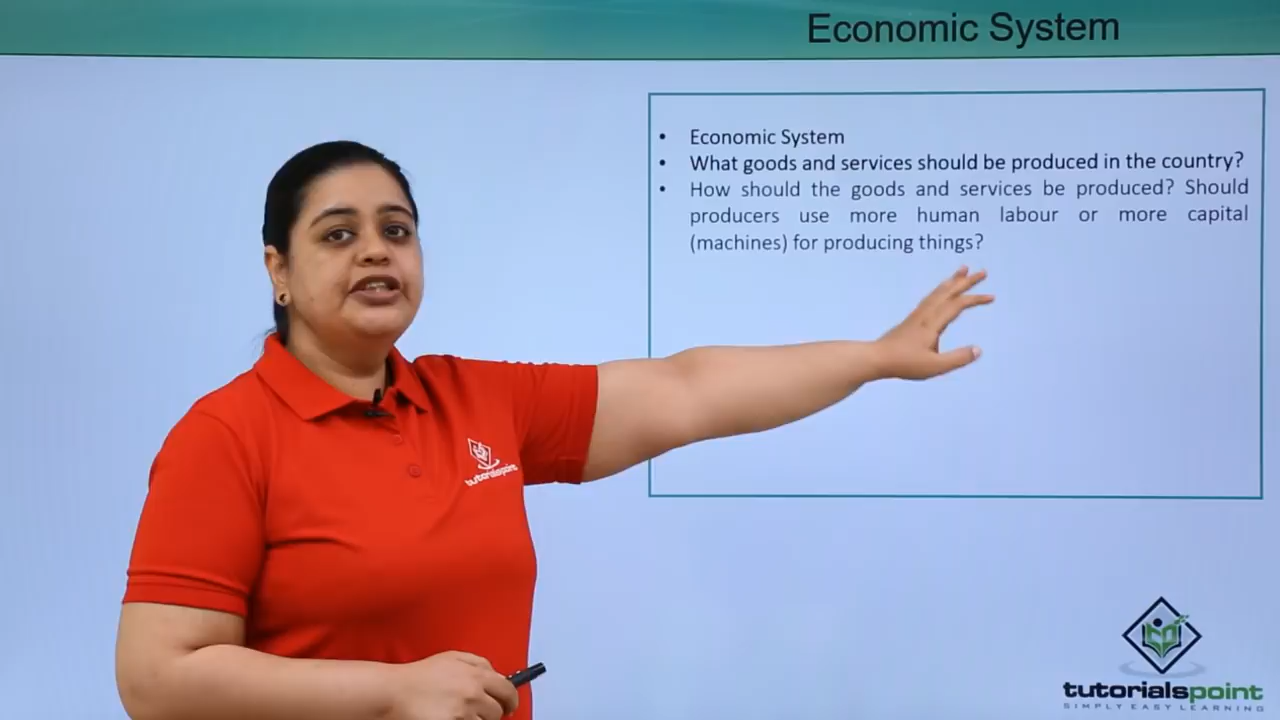 Economic System
• Economic System
• What goods and services should be produced in the country?
• How should the goods and services be produced? Should
producers use more human labour or more capital
(machines) for producing things?
tutorialspoint
tutorialspoint
SIMPLY EASY LEARNING